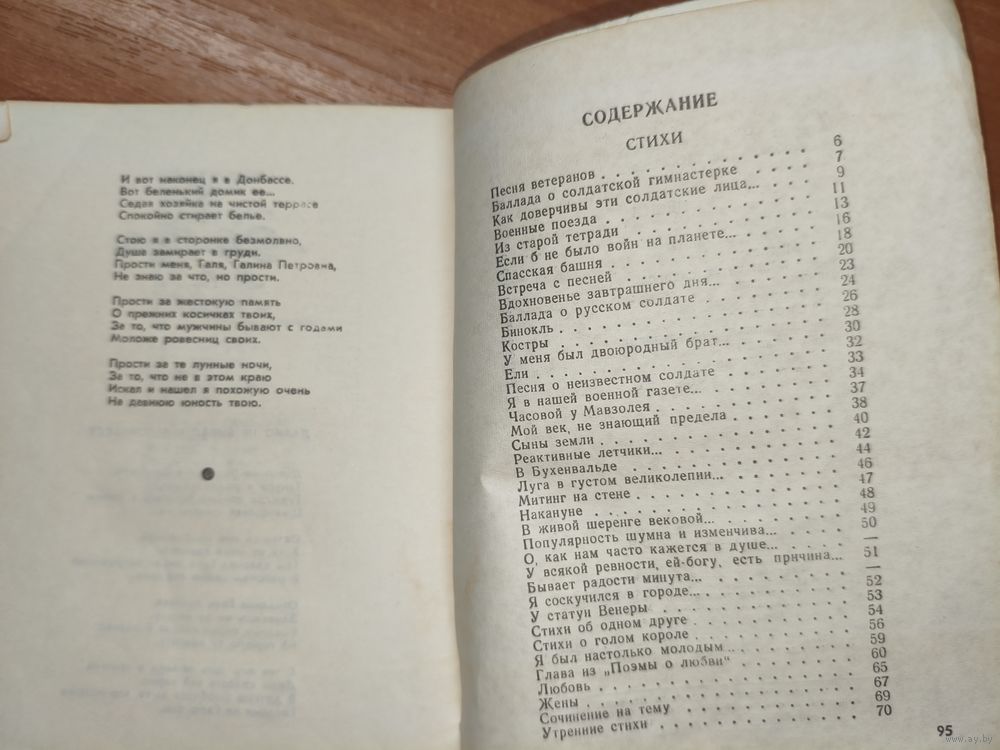 И вот наконец я в Донбассе.
Вот беленький домик ее...
Седая хозяйка на чистой террасе
Спокойно стирает белье.
Стою я в сторонке безмолвно,
Душа замирает в груди.
Прости меня, Галя, Галина Петровна,
Не знаю за что, но прости.
Прости за жестокую память
О прежних косичках твоих,
За то, что мужчины бывают с годами
Моложе ровесниц своих.
Прости за те лунные ночи,
За то, что не в этом краю
Искал и нашел я похожую очень
На давнюю юность твою.
СОДЕРЖАНИЕ
СТИХИ
Песня ветеранов . . . . . . . . . . 6
Баллада о солдатской гимнастерке . . . . 7
Как доверчивы эти солдатские лица... . . . 9
Военные поезда . . . . . . . . . . 11
Из старой тетради . . . . . . . . . 13
Если б не было войн на планете... . . . . 16
Спасская башня . . . . . . . . . . 18
Встреча с песней . . . . . . . . . . 20
Вдохновенье завтрашнего дня... . . . . . 23
Баллада о русском солдате . . . . . . 24
Бинокль . . . . . . . . . . . . 26
Костры . . . . . . . . . . . . 28
У меня был двоюродный брат... . . . . . 30
Ели . . . . . . . . . . . . . 32
Песня о неизвестном солдате . . . . . 33
Я в нашей военной газете... . . . . . . 34
Часовой у Мавзолея . . . . . . . . 37
Мой век, не знающий предела . . . . . 38
Сыны земли . . . . . . . . . . . 40
Реактивные летчики... . . . . . . . . 42
В Бухенвальде . . . . . . . . . . 44
Луга в густом великолепии... . . . . . . 46
Митинг на стене . . . . . . . . . . 47
Накануне . . . . . . . . . . . . 48
В живой шеренге вековой... . . . . . . 49
Популярность шумна и изменчива... . . . . 50
О, как нам часто кажется в душе... . . . . —
У всякой ревности, ей-богу, есть причина... 51
Бывает радости минута... . . . . . . . —
Я соскучился в городе... . . . . . . . 52
У статуи Венеры . . . . . . . . . . 53
Стихи об одном друге . . . . . . . . 54
Стихи о голом короле . . . . . . . . 56
Я был настолько молодым... . . . . . . 59
Глава из „Поэмы о любви“ . . . . . . . 60
Любовь . . . . . . . . . . . . 65
Жены . . . . . . . . . . . . . 67
Сочинение на тему . . . . . . . . . 69
Утренние стихи . . . . . . . . . . 70
95
www.ay.by